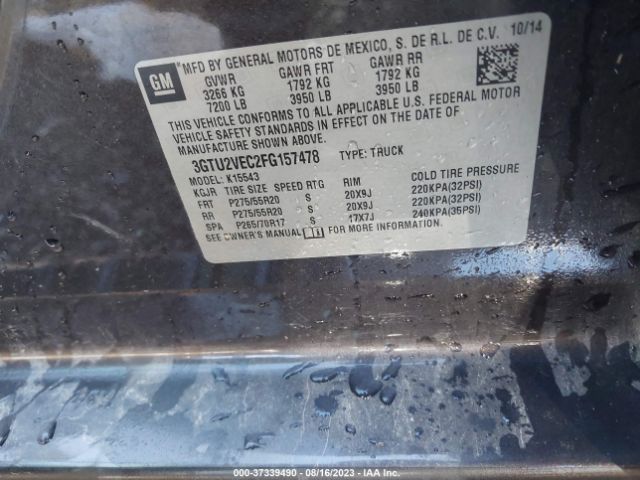 GM
MFD BY GENERAL MOTORS DE MEXICO, S. DE R.L. DE C.V. 10/14
GVWR GAWR FRT GAWR RR
3266 KG 1792 KG 1792 KG
7200 LB 3950 LB 3950 LB
THIS VEHICLE CONFORMS TO ALL APPLICABLE U.S. FEDERAL MOTOR
VEHICLE SAFETY STANDARDS IN EFFECT ON THE DATE OF
MANUFACTURE SHOWN ABOVE.
3GTU2VEC2FG157478 TYPE: TRUCK
MODEL: K15543
KGJR TIRE SIZE SPEED RTG RIM COLD TIRE PRESSURE
FRT P275/55R20 S 20X9J 220KPA(32PSI)
RR P275/55R20 S 20X9J 220KPA(32PSI)
SPA P265/70R17 S 17X7J 240KPA(35PSI)
SEE OWNER'S MANUAL FOR MORE INFORMATION.
000-37339490 - 08/16/2023 - IAA Inc.